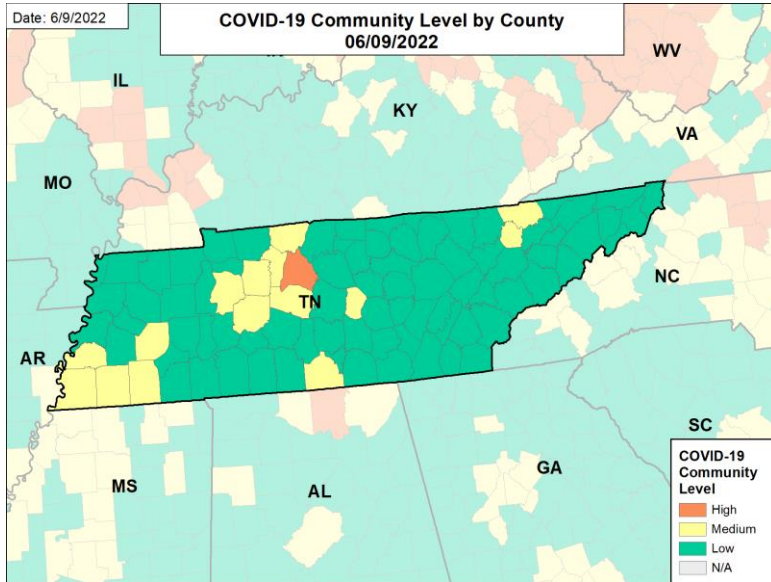 Date: 6/9/2022
COVID-19 Community Level by County
06/09/2022
IL
WV
KY
VA
MO
NC
TN
AR
SC
MS
AL
GA
COVID-19
Community
Level
High
Medium
Low
N/A